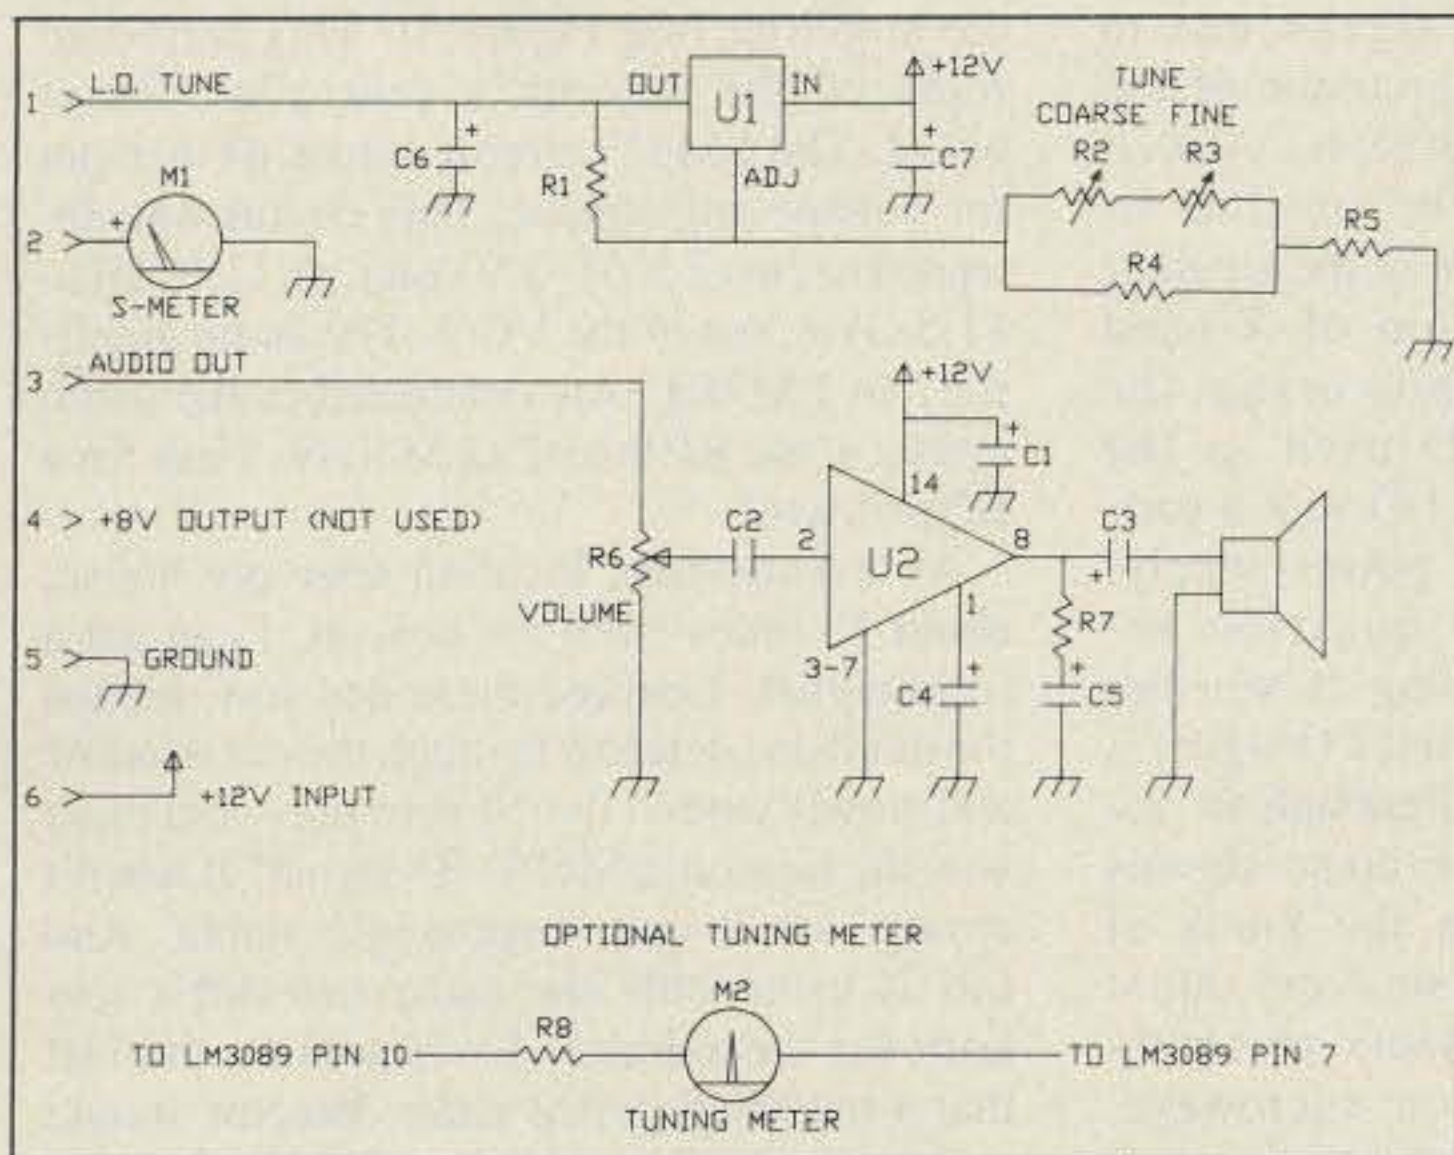 L.O. TUNE
1
OUT
U1
IN
+12V
TUNE
COARSE FINE
R2
R3
C6
+
R1
ADJ
C7
+
M1
+
2
S-METER
R4
R5
AUDIO OUT
3
+12V
+
C1
14
4
+8V OUTPUT (NOT USED)
R6
VOLUME
C2
2
U2
8
C3
+
1
R7
3-7
C4
+
C5
+
5
GROUND
6
+12V INPUT
OPTIONAL TUNING METER
M2
R8
TO LM3089 PIN 10
TO LM3089 PIN 7
TUNING METER